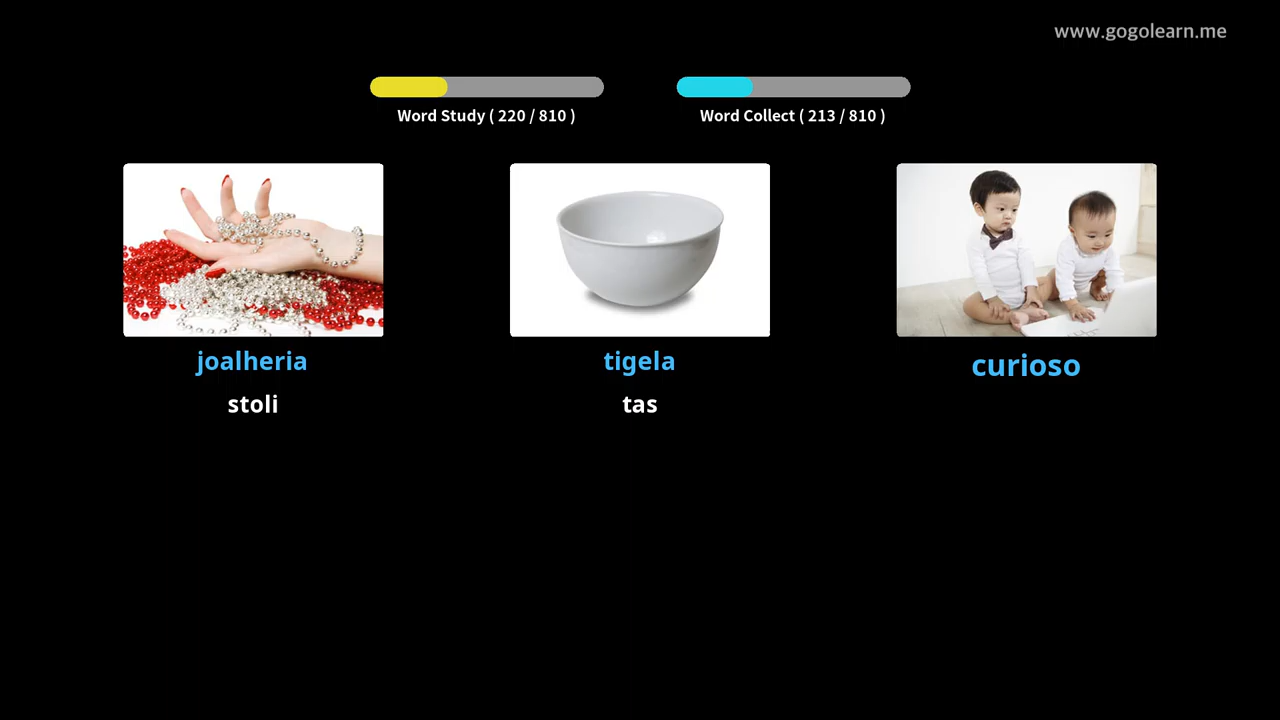 www.gogolearn.me
Word Study ( 220 / 810 )
Word Collect ( 213 / 810 )
joalheria
stoli
tigela
tas
curioso